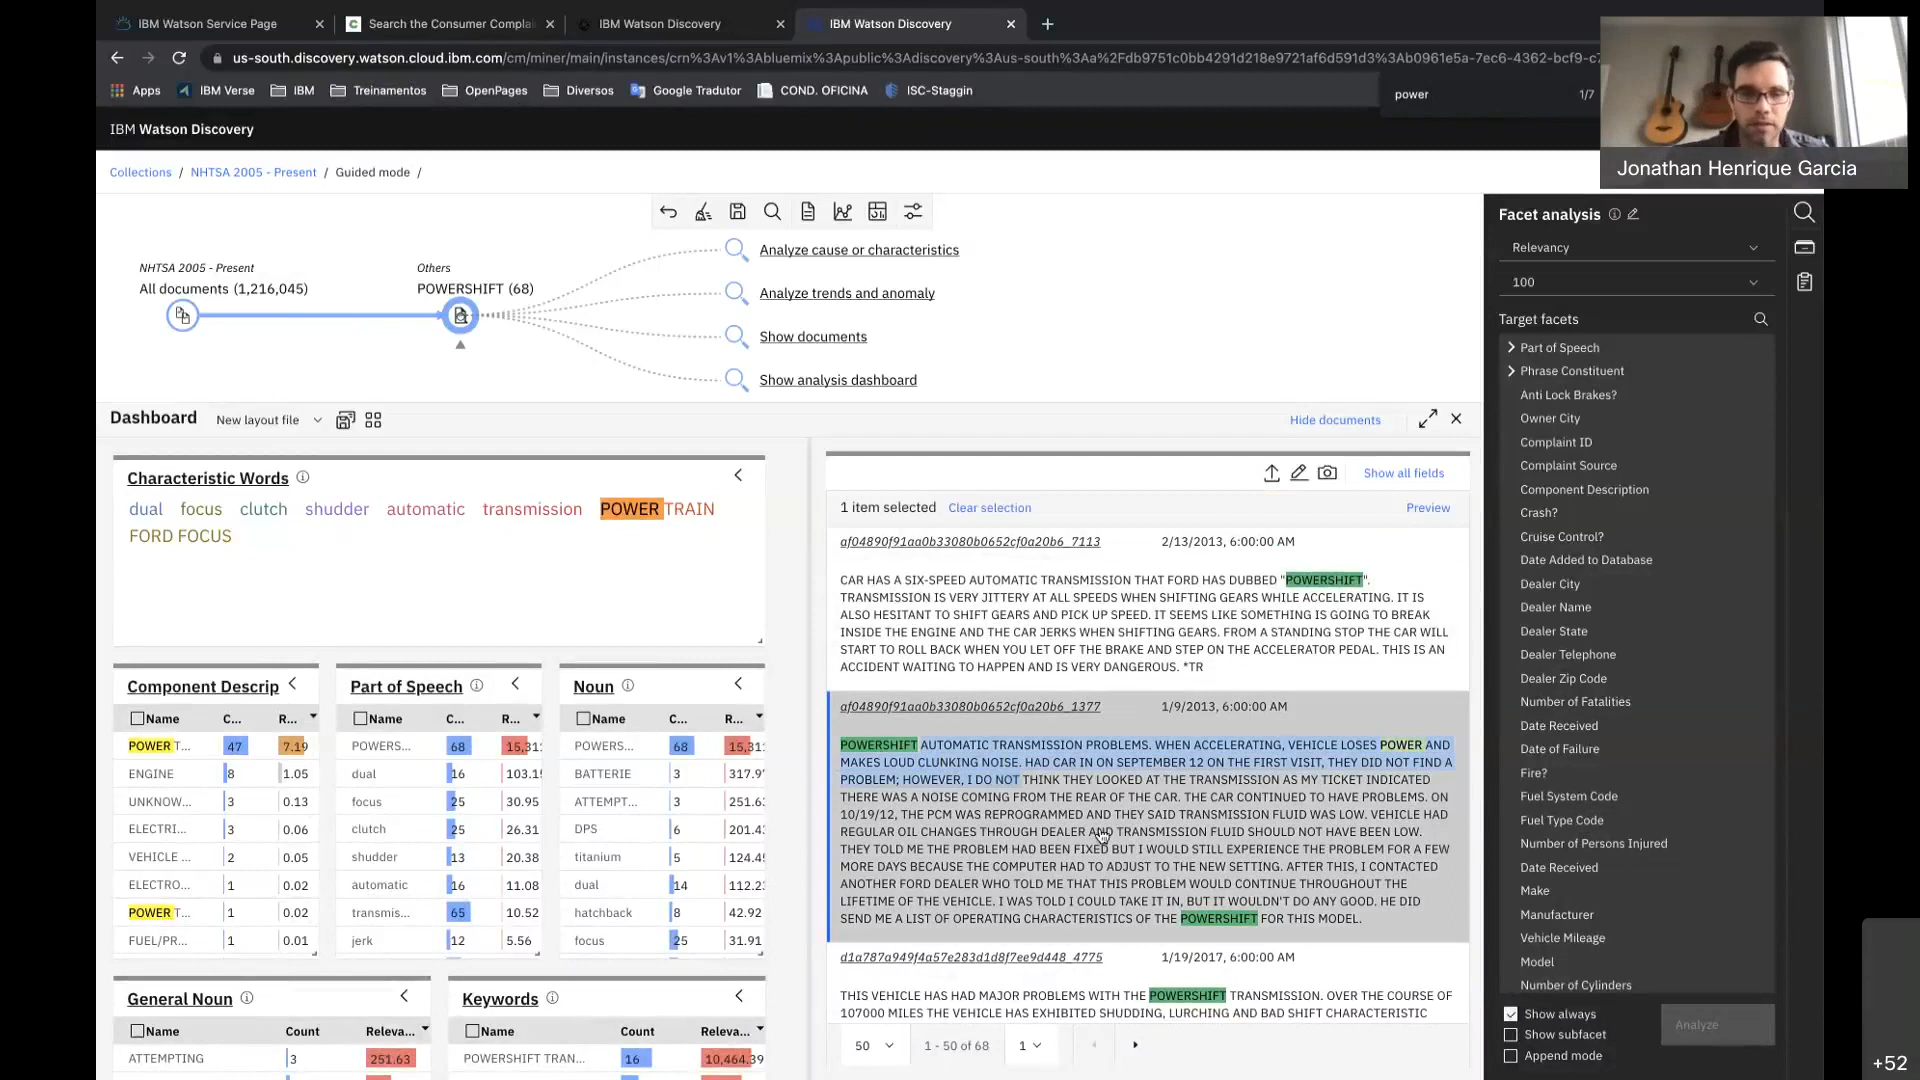 IBM Watson Service Page
Search the Consumer Complai
IBM Watson Discovery
IBM Watson Discovery
us-south.discovery.watson.cloud.ibm.com/cm/miner/main/instances/crn%3Av1%3Abluemix%3Apublic%3Adiscovery%3Aus-south%3Aa%2Fdb9751c0bb4291d218e9721af6d591d3%3Ab0961e5a-7ec6-4362-bcf9-c7
Apps IBM Verse IBM Treinamentos OpenPages Diversos Google Tradutor COND. OFICINA ISC-Staggin
power 1/7
Jonathan Henrique Garcia
IBM Watson Discovery
Collections / NHTSA 2005 - Present / Guided mode /
NHTSA 2005 - Present
All documents (1,216,045)
Others
POWERSHIFT (68)
Analyze cause or characteristics
Analyze trends and anomaly
Show documents
Show analysis dashboard
Dashboard New layout file
Hide documents
Characteristic Words
dual focus clutch shudder automatic transmission POWER TRAIN
FORD FOCUS
Component Descrip
Name C... R...
POWER T... 47 7.19
ENGINE 8 1.05
UNKNOW... 3 0.13
ELECTRI... 3 0.06
VEHICLE ... 2 0.05
ELECTRO... 1 0.02
POWER T... 1 0.02
FUEL/PR... 1 0.01
Part of Speech
Name C... R...
POWERS... 68 15,31
dual 16 103.1
focus 25 30.95
clutch 25 26.31
shudder 13 20.38
automatic 16 11.08
transmis... 65 10.52
jerk 12 5.56
Noun
Name C... R...
POWERS... 68 15,31
BATTERIE 3 317.9
ATTEMPT... 3 251.6
DPS 6 201.4
titanium 5 124.4
dual 14 112.2
hatchback 8 42.92
focus 25 31.91
General Noun
Name Count Releva...
ATTEMPTING 3 251.63
Keywords
Name Count Releva...
POWERSHIFT TRAN... 16 10,464.39
Show all fields
1 item selected Clear selection Preview
af04890f91aa0b33080b0652cf0a20b6_7113 2/13/2013, 6:00:00 AM
CAR HAS A SIX-SPEED AUTOMATIC TRANSMISSION THAT FORD HAS DUBBED "POWERSHIFT".
TRANSMISSION IS VERY JITTERY AT ALL SPEEDS WHEN SHIFTING GEARS WHILE ACCELERATING. IT IS
ALSO HESITANT TO SHIFT GEARS AND PICK UP SPEED. IT SEEMS LIKE SOMETHING IS GOING TO BREAK
INSIDE THE ENGINE AND THE CAR JERKS WHEN SHIFTING GEARS. FROM A STANDING STOP THE CAR WILL
START TO ROLL BACK WHEN YOU LET OFF THE BRAKE AND STEP ON THE ACCELERATOR PEDAL. THIS IS AN
ACCIDENT WAITING TO HAPPEN AND IS VERY DANGEROUS. *TR
af04890f91aa0b33080b0652cf0a20b6_1377 1/9/2013, 6:00:00 AM
POWERSHIFT AUTOMATIC TRANSMISSION PROBLEMS. WHEN ACCELERATING, VEHICLE LOSES POWER AND
MAKES LOUD CLUNKING NOISE. HAD CAR IN ON SEPTEMBER 12 ON THE FIRST VISIT, THEY DID NOT FIND A
PROBLEM; HOWEVER, I DO NOT THINK THEY LOOKED AT THE TRANSMISSION AS MY TICKET INDICATED
THERE WAS A NOISE COMING FROM THE REAR OF THE CAR. THE CAR CONTINUED TO HAVE PROBLEMS. ON
10/19/12, THE PCM WAS REPROGRAMMED AND THEY SAID TRANSMISSION FLUID WAS LOW. VEHICLE HAD
REGULAR OIL CHANGES THROUGH DEALER AND TRANSMISSION FLUID SHOULD NOT HAVE BEEN LOW.
THEY TOLD ME THE PROBLEM HAD BEEN FIXED BUT I WOULD STILL EXPERIENCE THE PROBLEM FOR A FEW
MORE DAYS BECAUSE THE COMPUTER HAD TO ADJUST TO THE NEW SETTING. AFTER THIS, I CONTACTED
ANOTHER FORD DEALER WHO TOLD ME THAT THIS PROBLEM WOULD CONTINUE THROUGHOUT THE
LIFETIME OF THE VEHICLE. I WAS TOLD I COULD TAKE IT IN, BUT IT WOULDN'T DO ANY GOOD. HE DID
SEND ME A LIST OF OPERATING CHARACTERISTICS OF THE POWERSHIFT FOR THIS MODEL.
d1a787a949f4a57e283d1d8f7ee9d448_4775 1/19/2017, 6:00:00 AM
THIS VEHICLE HAS HAD MAJOR PROBLEMS WITH THE POWERSHIFT TRANSMISSION. OVER THE COURSE OF
107000 MILES THE VEHICLE HAS EXHIBITED SHUDDING, LURCHING AND BAD SHIFT CHARACTERISTIC
50 1 - 50 of 68 1
Facet analysis
Relevancy
100
Target facets
Part of Speech
Phrase Constituent
Anti Lock Brakes?
Owner City
Complaint ID
Complaint Source
Component Description
Crash?
Cruise Control?
Date Added to Database
Dealer City
Dealer Name
Dealer State
Dealer Telephone
Dealer Zip Code
Number of Fatalities
Date Received
Date of Failure
Fire?
Fuel System Code
Fuel Type Code
Number of Persons Injured
Date Received
Make
Manufacturer
Vehicle Mileage
Model
Number of Cylinders
Show always
Show subfacet
Append mode
Analyze
+52